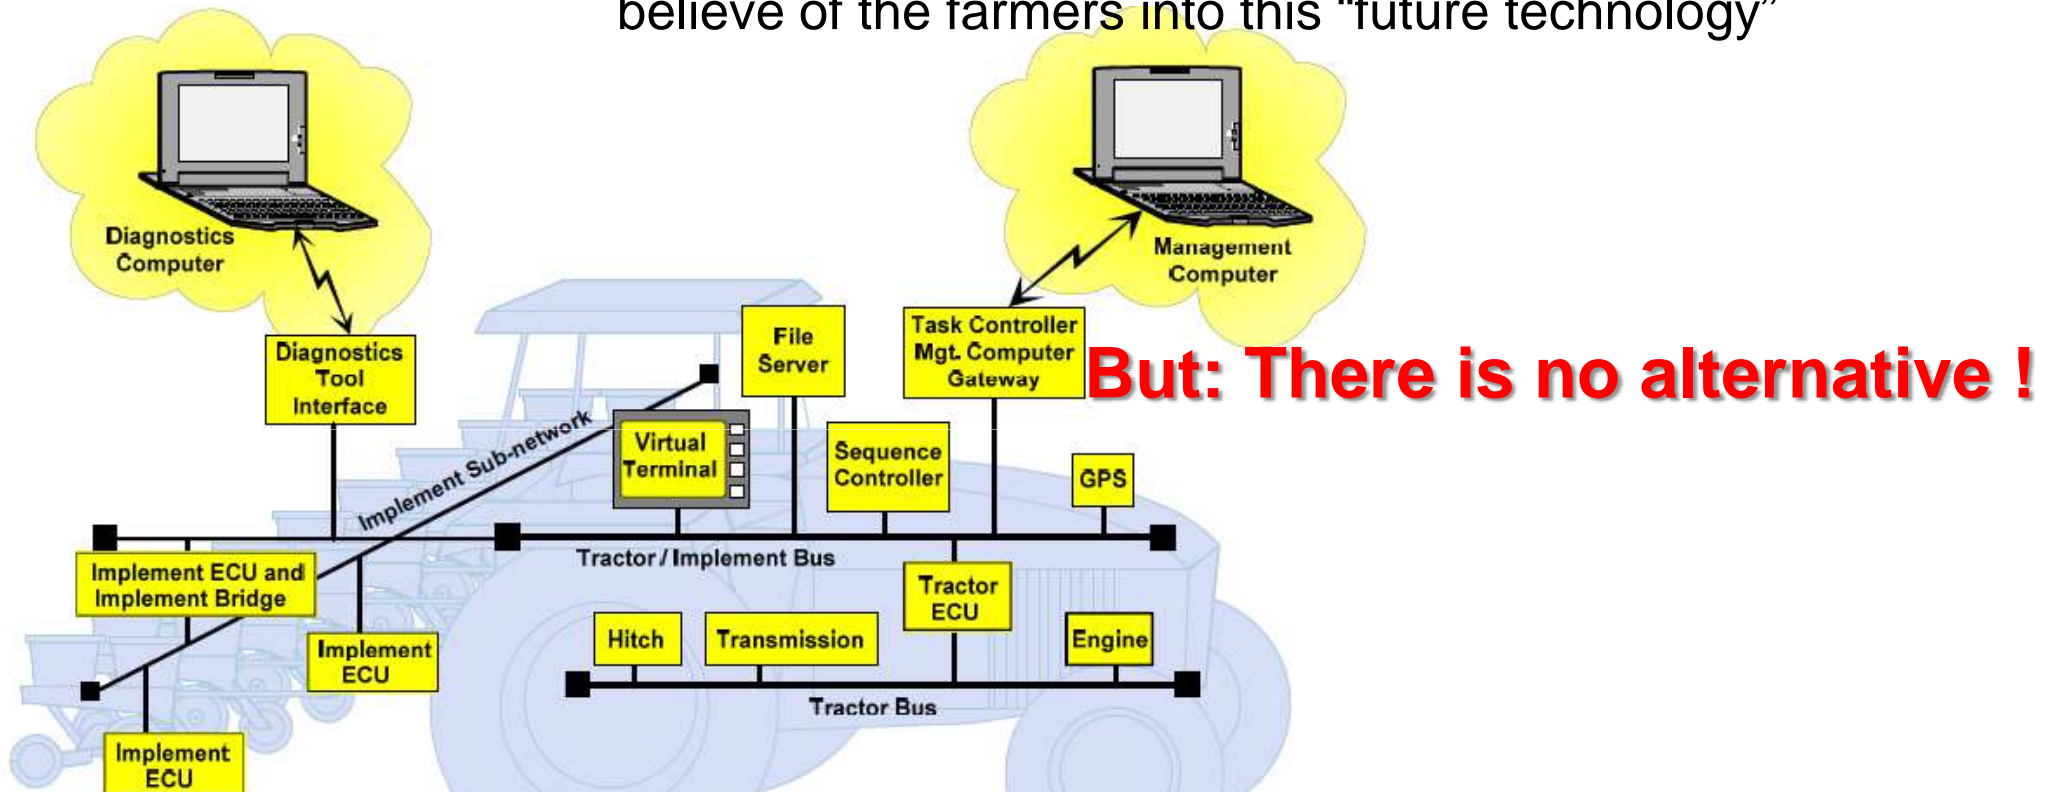 believe of the farmers into this “future technology”
Diagnostics
Computer
Management
Computer
File
Server
Task Controller
Mgt. Computer
Gateway
But: There is no alternative !
Diagnostics
Tool
Interface
Implement Sub-network
Virtual
Terminal
Sequence
Controller
GPS
Tractor / Implement Bus
Implement ECU and
Implement Bridge
Tractor
ECU
Hitch
Transmission
Engine
Implement
ECU
Tractor Bus
Implement
ECU